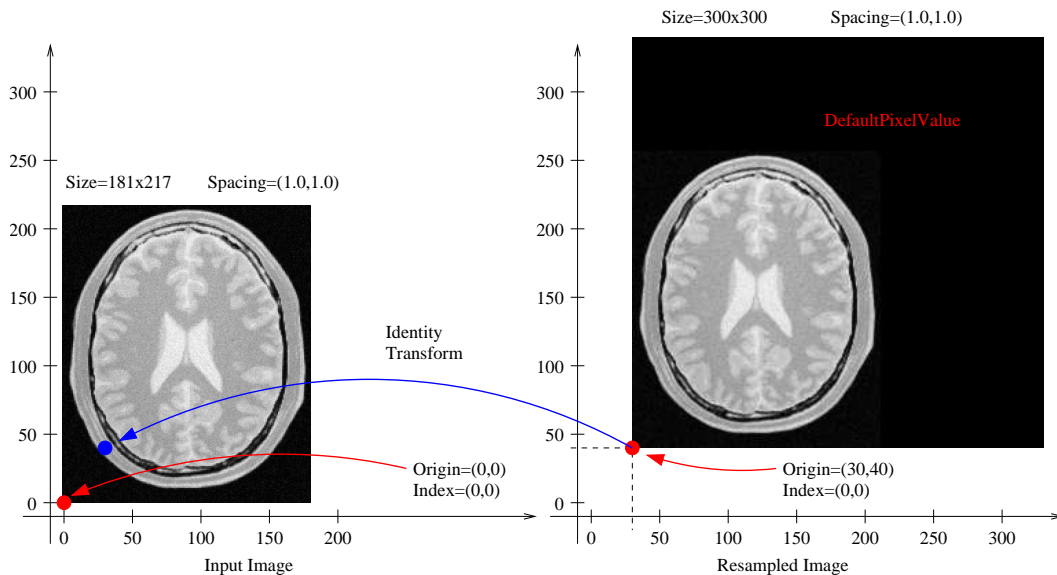 Size=300x300 Spacing=(1.0,1.0)
300
250
200
150
100
50
0
Size=181x217 Spacing=(1.0,1.0)
Identity
Transform
Origin=(0,0)
Index=(0,0)
0 50 100 150 200
Input Image
300
250
200
150
100
50
0
DefaultPixelValue
Origin=(30,40)
Index=(0,0)
0 50 100 150 200 250 300
Resampled Image